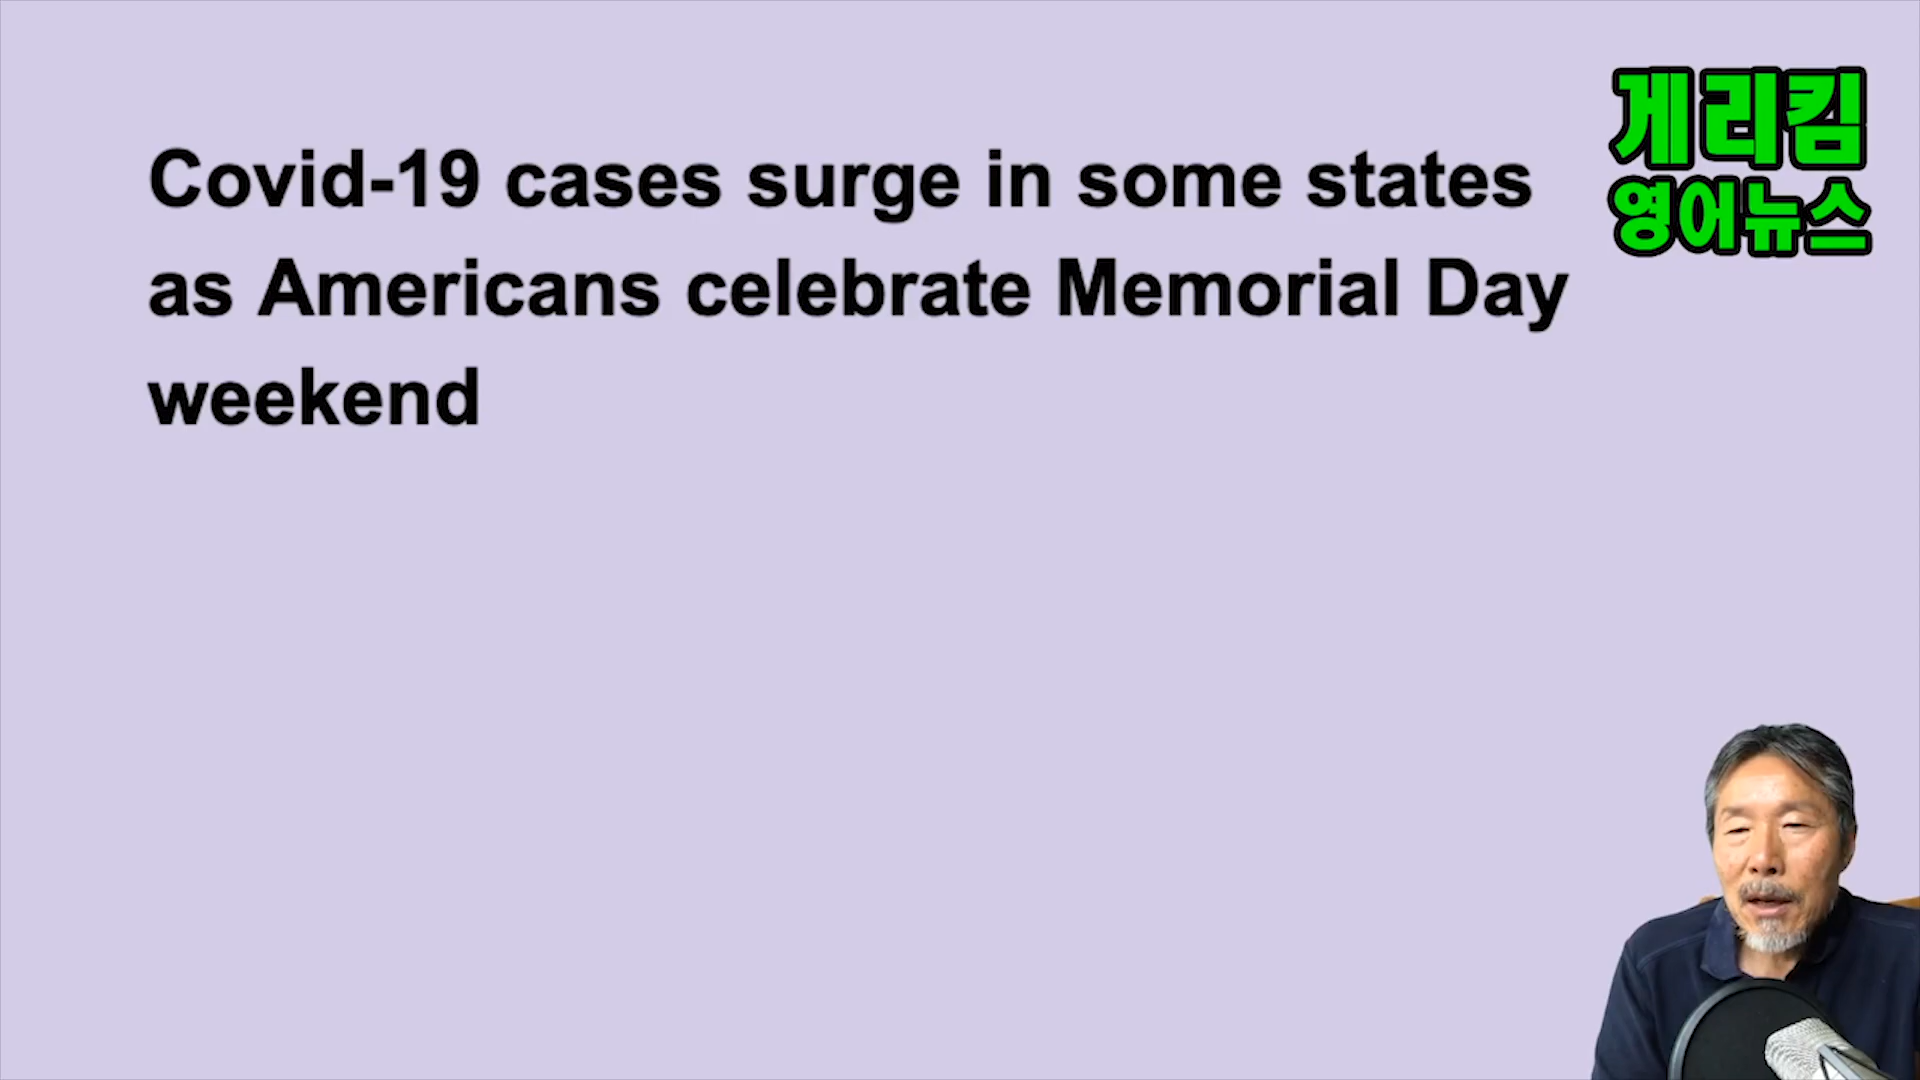 Covid-19 cases surge in some states
as Americans celebrate Memorial Day
weekend
게리킴
영어뉴스